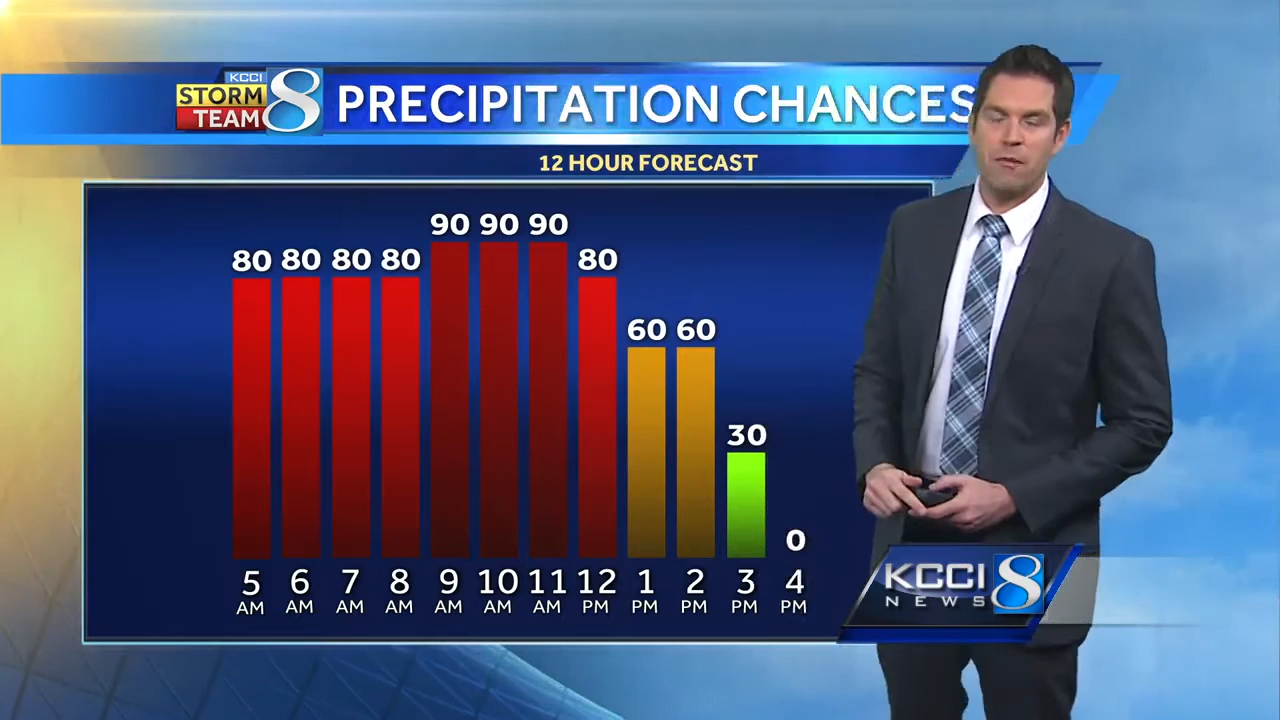 KCCI
STORM
TEAM
8
PRECIPITATION CHANCES
12 HOUR FORECAST
90 90 90
80 80 80 80 80
60 60
30
0
5 6 7 8 9 10 11 12 1 2 3 4
AM AM AM AM AM AM AM PM PM PM PM PM
KCCI 8
NEWS